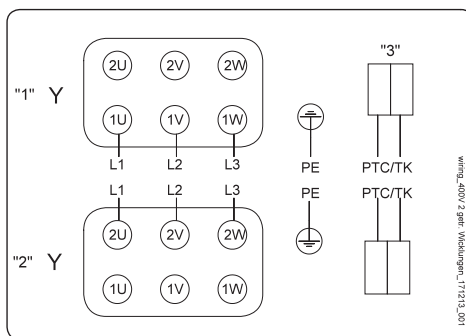 2U 2V 2W
"1" Y
1U 1V 1W
L1 L2 L3
L1 L2 L3
2U 2V 2W
"2" Y
1U 1V 1W
PE
PE
"3"
PTC/TK
PTC/TK
wiring_400V 2 getr. Wicklungen_171213_001